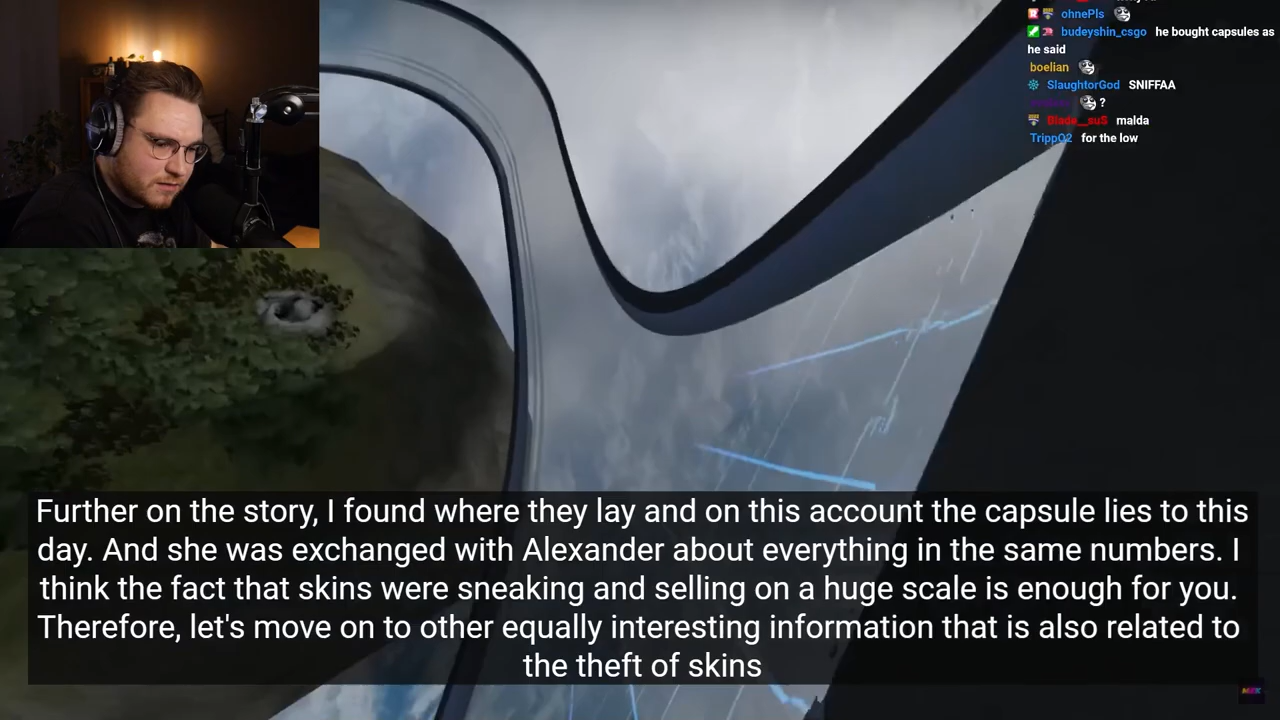 ohnePls
budeyshin_csgo he bought capsules as
he said
boelian
SlaughtorGod SNIFFAA
?
Blade__suS malda
TrippO2 for the low
Further on the story, I found where they lay and on this account the capsule lies to this
day. And she was exchanged with Alexander about everything in the same numbers. I
think the fact that skins were sneaking and selling on a huge scale is enough for you.
Therefore, let's move on to other equally interesting information that is also related to
the theft of skins